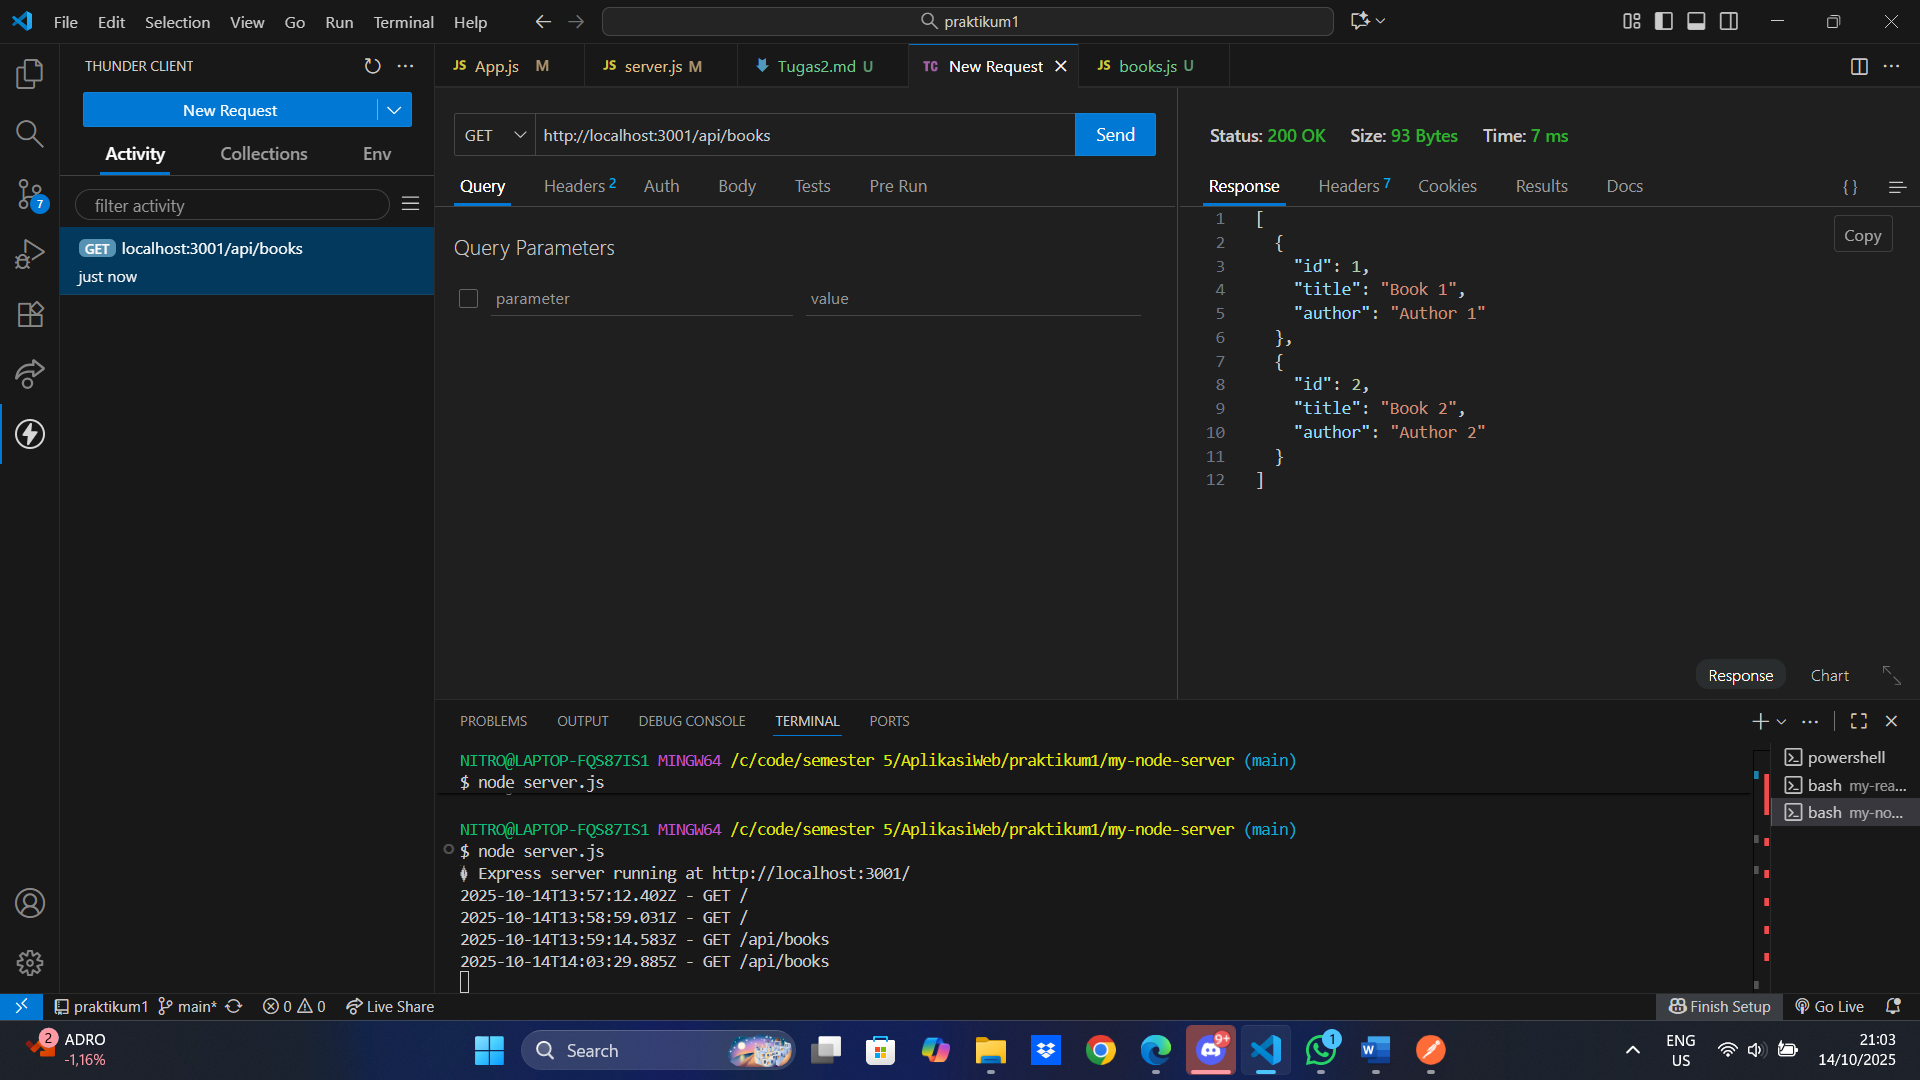 File Edit Selection View Go Run Terminal Help
praktikum1
THUNDER CLIENT
New Request
Activity Collections Env
filter activity
GET localhost:3001/api/books
just now
7
JS App.js M
JS server.js M
Tugas2.md U
TC New Request
JS books.js U
GET http://localhost:3001/api/books Send
Query Headers 2 Auth Body Tests Pre Run
Query Parameters
parameter value
Status: 200 OK Size: 93 Bytes Time: 7 ms
Response Headers 7 Cookies Results Docs {}
Copy
1 [
2 {
3 "id": 1,
4 "title": "Book 1",
5 "author": "Author 1"
6 },
7 {
8 "id": 2,
9 "title": "Book 2",
10 "author": "Author 2"
11 }
12 ]
Response Chart
PROBLEMS OUTPUT DEBUG CONSOLE TERMINAL PORTS
NITRO@LAPTOP-FQS87IS1 MINGW64 /c/code/semester 5/AplikasiWeb/praktikum1/my-node-server (main)
$ node server.js
NITRO@LAPTOP-FQS87IS1 MINGW64 /c/code/semester 5/AplikasiWeb/praktikum1/my-node-server (main)
$ node server.js
Express server running at http://localhost:3001/
2025-10-14T13:57:12.402Z - GET /
2025-10-14T13:58:59.031Z - GET /
2025-10-14T13:59:14.583Z - GET /api/books
2025-10-14T14:03:29.885Z - GET /api/books
powershell
bash my-rea...
bash my-no...
praktikum1 main* 0 0 Live Share
Finish Setup Go Live
2 ADRO
-1,16%
Search
9+
1
ENG
US
21:03
14/10/2025